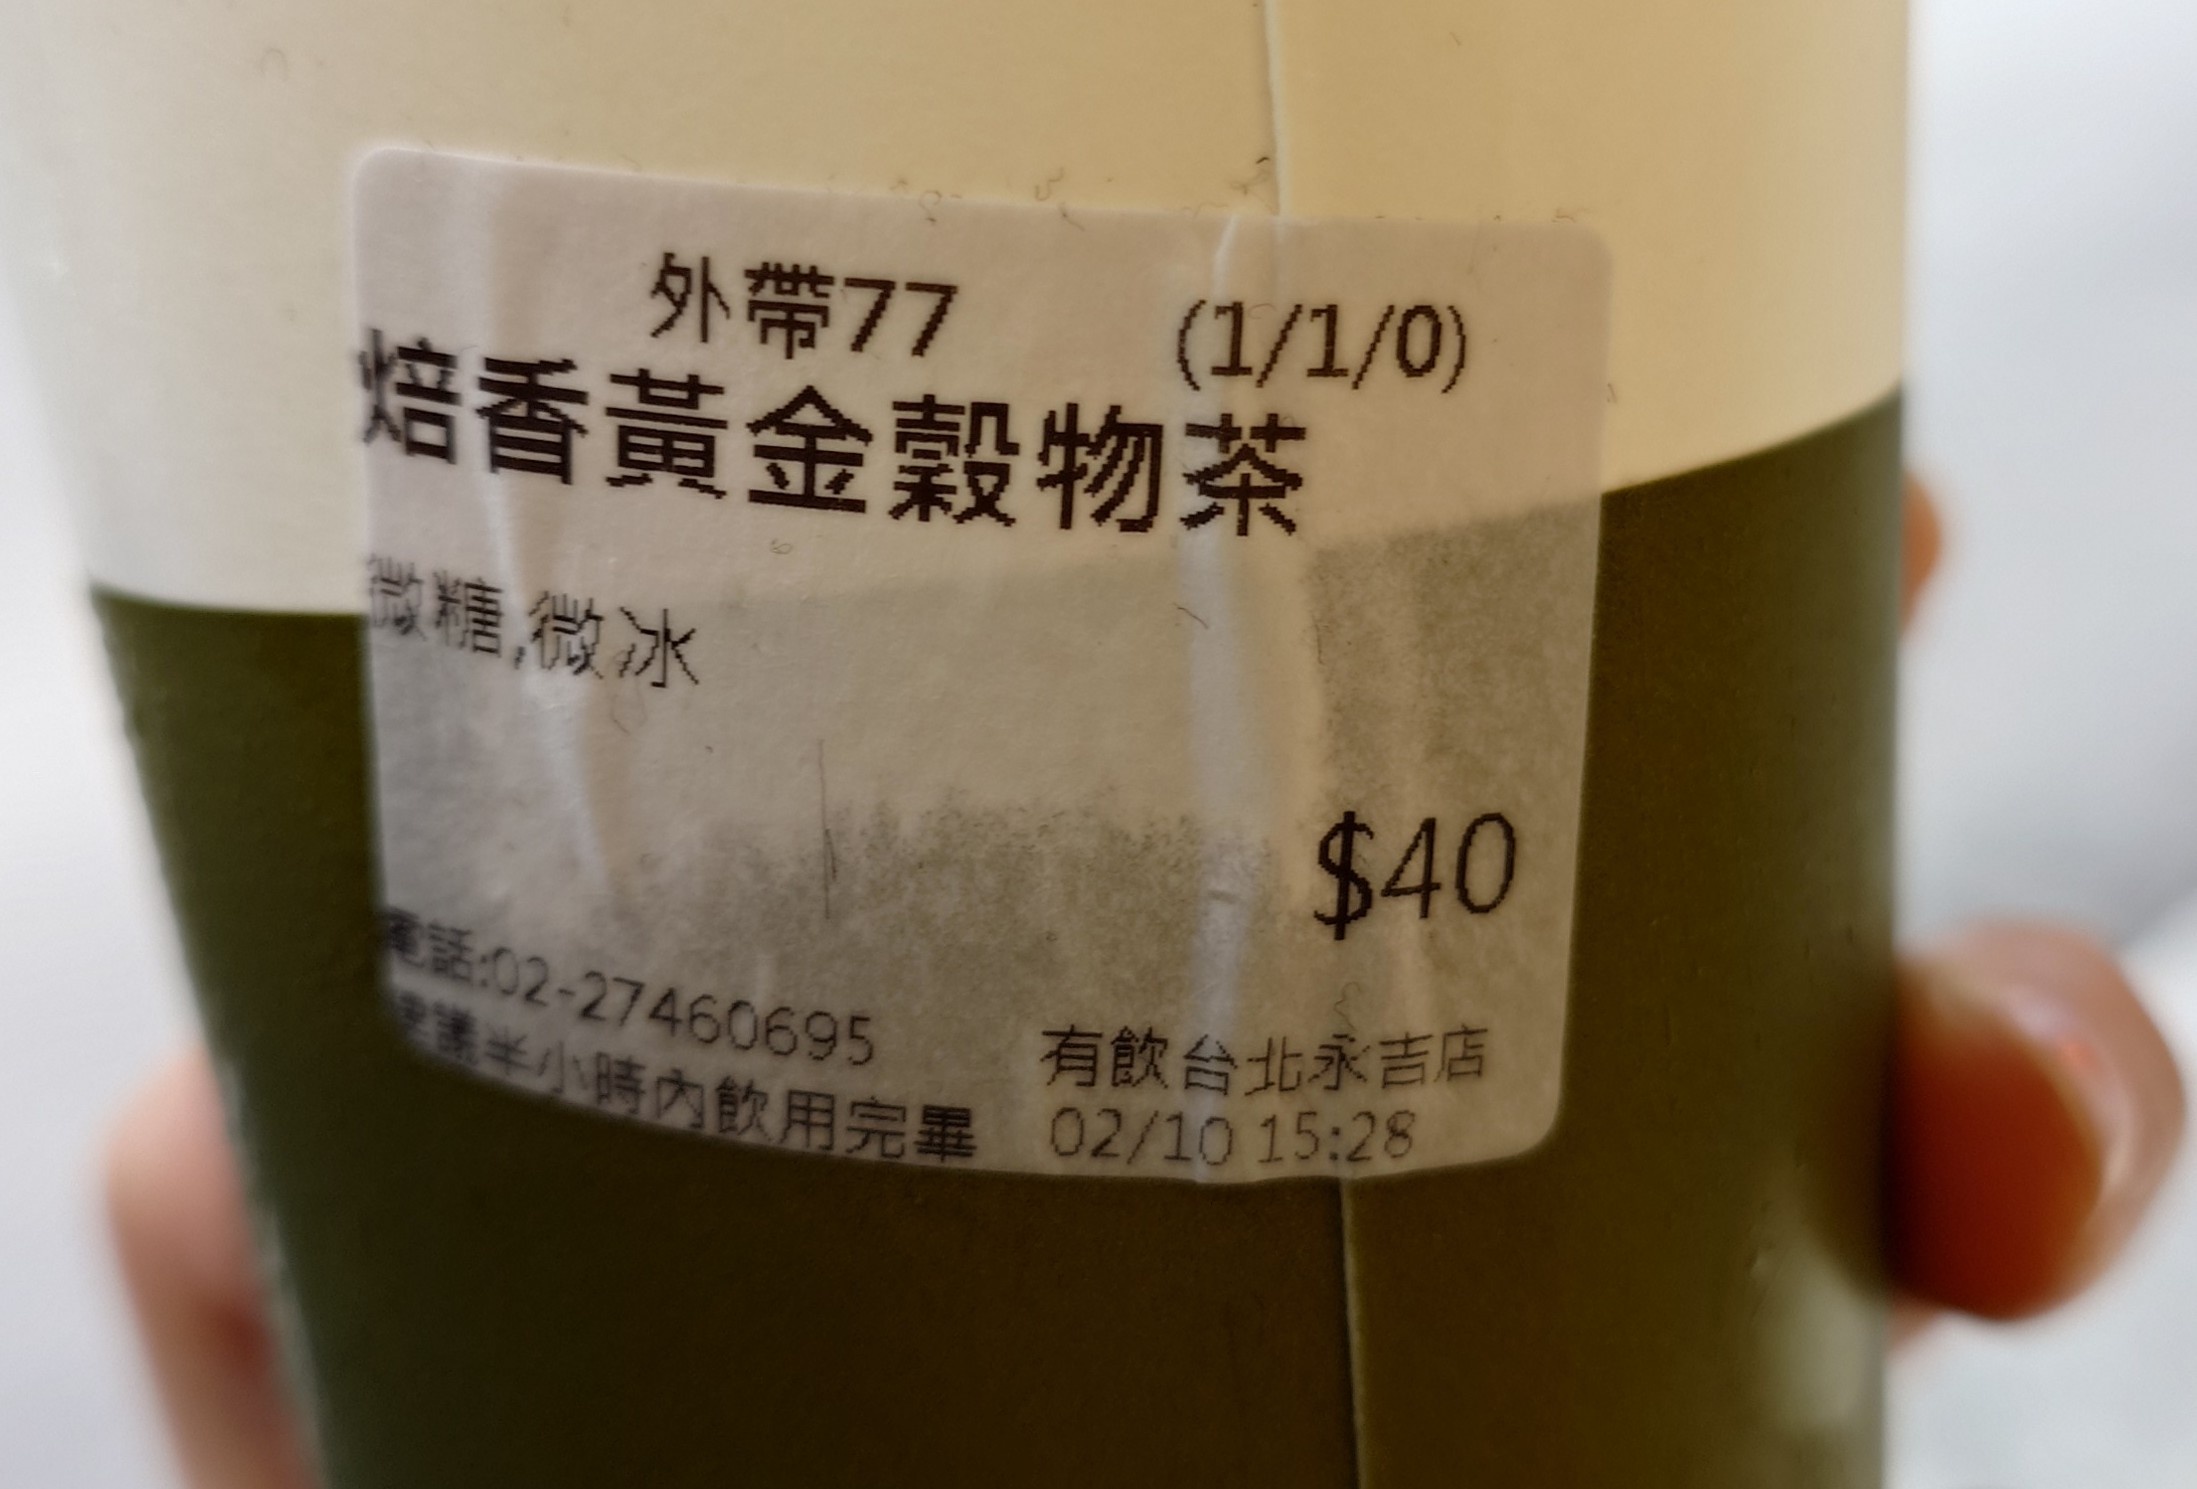 外帶77 (1/1/0)
焙香黃金穀物茶
微糖,微冰
$40
電話:02-27460695
建議半小時內飲用完畢
有飲台北永吉店
02/10 15:28